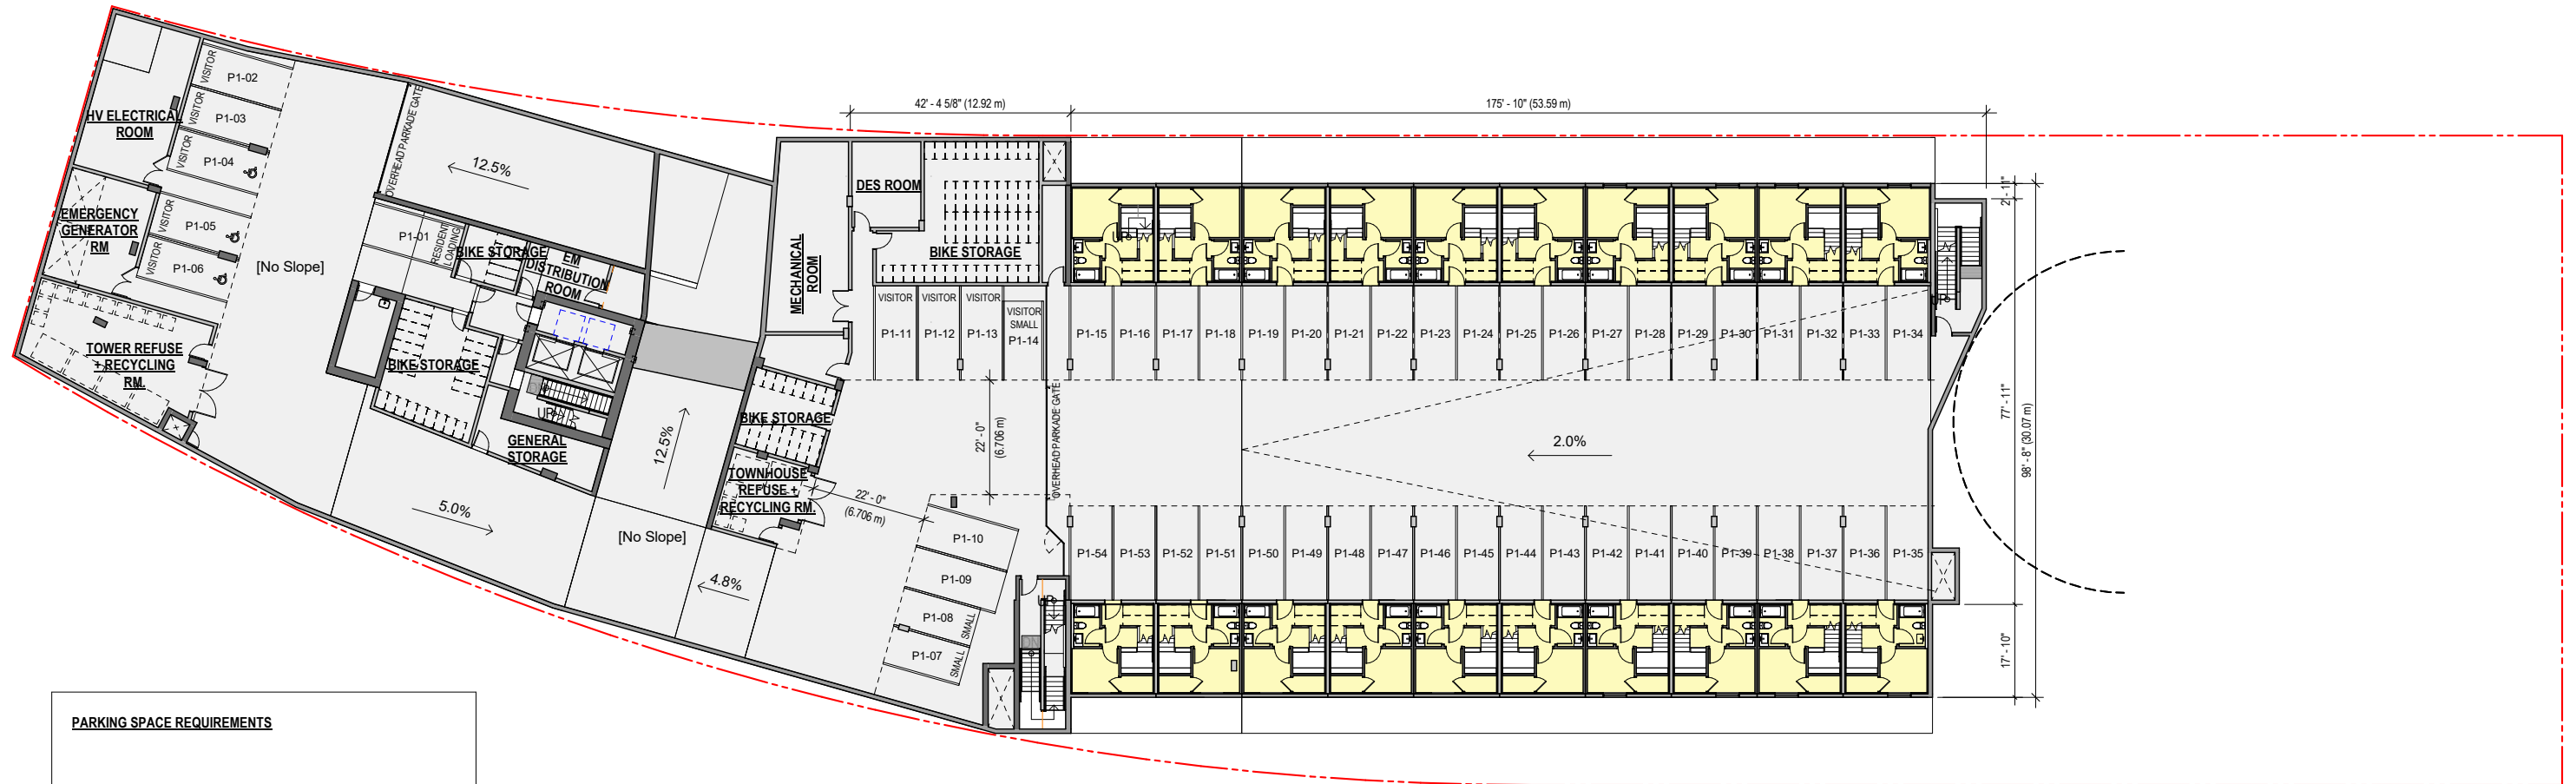 VISITOR
P1-02
VISITOR
P1-03
VISITOR
P1-04
VISITOR
P1-05
VISITOR
P1-06
HV ELECTRICAL
ROOM
EMERGENCY
GENERATOR
RM
TOWER REFUSE
+ RECYCLING
RM.
[No Slope]
OVERHEAD PARKADE GATE
12.5%
P1-01
RESIDENT
LOADING
BIKE STORAGE
EM
DISTRIBUTION
ROOM
BIKE STORAGE
DN
UP
GENERAL
STORAGE
5.0%
12.5%
[No Slope]
4.8%
42' - 4 5/8" (12.92 m)
175' - 10" (53.59 m)
MECHANICAL
ROOM
DES ROOM
BIKE STORAGE
VISITOR
P1-11
VISITOR
P1-12
VISITOR
P1-13
VISITOR
SMALL
P1-14
BIKE STORAGE
TOWNHOUSE
REFUSE +
RECYCLING RM.
22' - 0"
(6.706 m)
22' - 0"
(6.706 m)
OVERHEAD PARKADE GATE
P1-10
P1-09
P1-08
SMALL
P1-07
SMALL
UP
DN
UP
P1-15 P1-16 P1-17 P1-18 P1-19 P1-20 P1-21 P1-22 P1-23 P1-24 P1-25 P1-26 P1-27 P1-28 P1-29 P1-30 P1-31 P1-32 P1-33 P1-34
UP
2.0%
P1-54 P1-53 P1-52 P1-51 P1-50 P1-49 P1-48 P1-47 P1-46 P1-45 P1-44 P1-43 P1-42 P1-41 P1-40 P1-39 P1-38 P1-37 P1-36 P1-35
2' - 11"
77' - 11"
98' - 8" (30.07 m)
17' - 10"
PARKING SPACE REQUIREMENTS